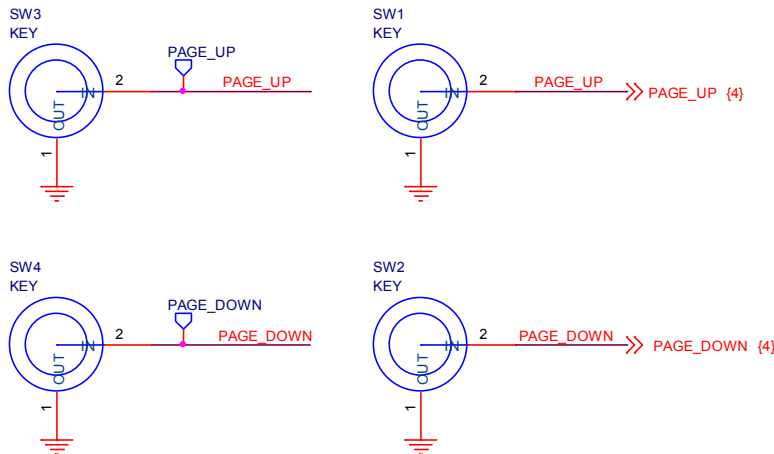 SW3
KEY
PAGE_UP
2
PAGE_UP
IN
OUT
1
SW1
KEY
2
PAGE_UP
PAGE_UP {4}
IN
OUT
1
SW4
KEY
PAGE_DOWN
2
PAGE_DOWN
IN
OUT
1
SW2
KEY
2
PAGE_DOWN
PAGE_DOWN {4}
IN
OUT
1